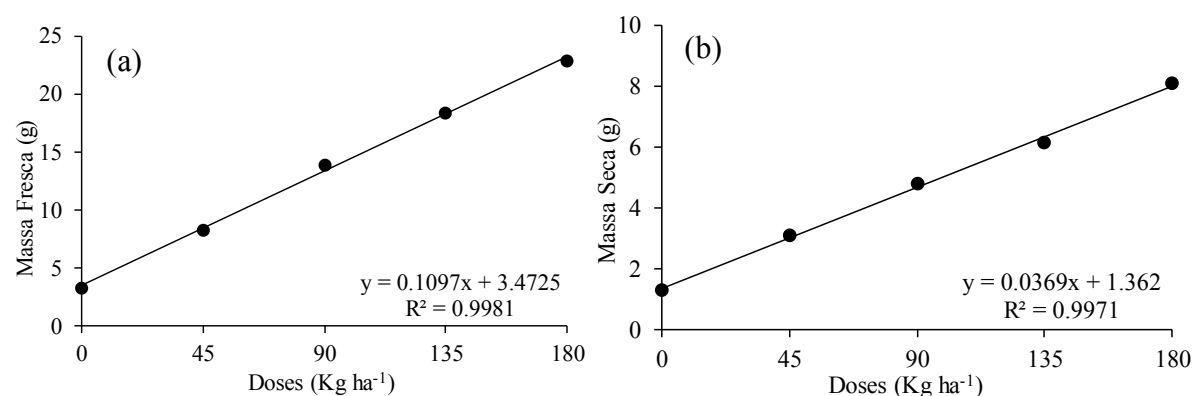 (a)
Massa Fresca (g)
25
20
15
10
5
0
y = 0.1097x + 3.4725
R² = 0.9981
0 45 90 135 180
Doses (Kg ha⁻¹)
(b)
Massa Seca (g)
10
8
6
4
2
0
y = 0.0369x + 1.362
R² = 0.9971
0 45 90 135 180
Doses (Kg ha⁻¹)